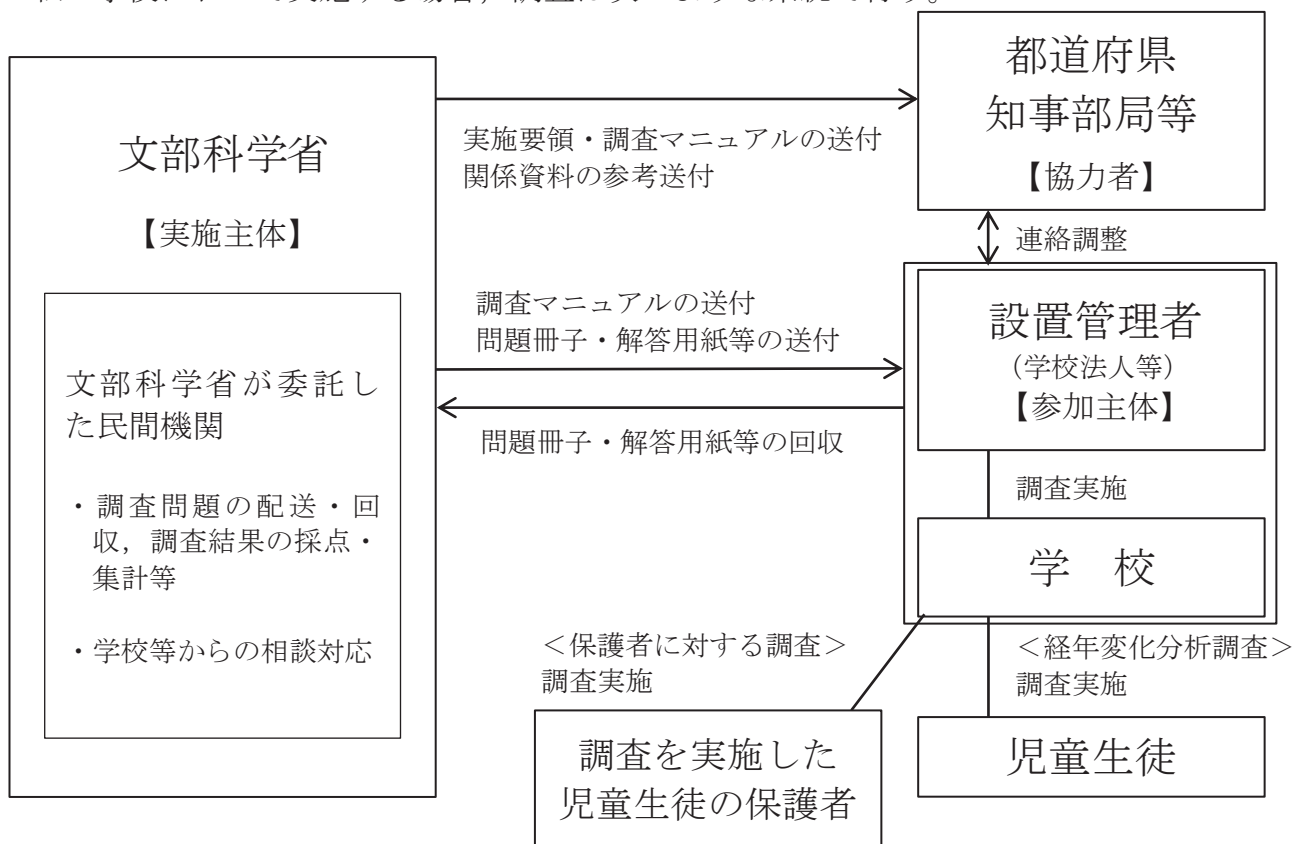 文部科学省
【実施主体】
文部科学省が委託し
た民間機関
・調査問題の配送・回
収，調査結果の採点・
集計等
・学校等からの相談対応
実施要領・調査マニュアルの送付
関係資料の参考送付
調査マニュアルの送付
問題冊子・解答用紙等の送付
問題冊子・解答用紙等の回収
都道府県
知事部局等
【協力者】
連絡調整
設置管理者
（学校法人等）
【参加主体】
調査実施
学　校
＜保護者に対する調査＞
調査実施
＜経年変化分析調査＞
調査実施
調査を実施した
児童生徒の保護者
児童生徒